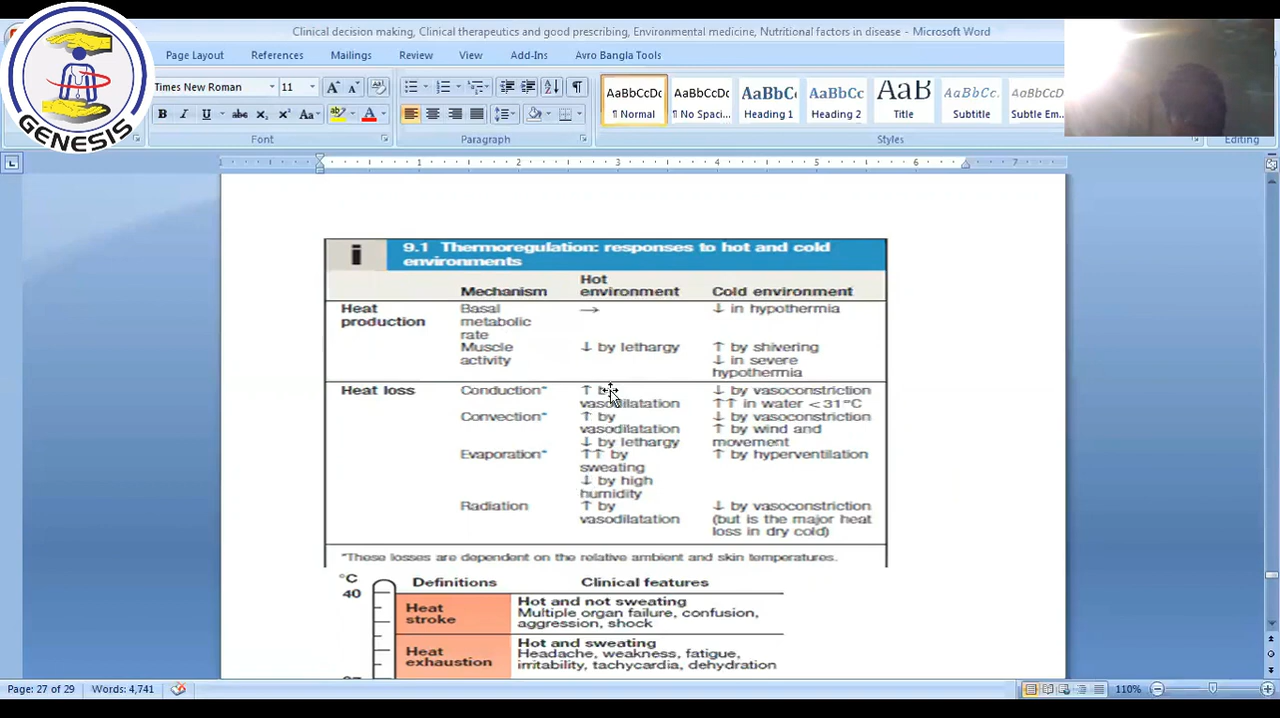 Clinical decision making, Clinical therapeutics and good prescribing, Environmental medicine, Nutritional factors in disease - Microsoft Word
GENESIS
Page Layout References Mailings Review View Add-Ins Avro Bangla Tools
Times New Roman 11
Normal No Spaci... Heading 1 Heading 2 Title Subtitle Subtle Em...
Font Paragraph Styles Editing
1 2 3 4 5 6 7
i 9.1 Thermoregulation: responses to hot and cold
environments
Mechanism Hot
environment Cold environment
Heat
production Basal
metabolic
rate → ↓ in hypothermia
Muscle
activity ↓ by lethargy ↑ by shivering
↓ in severe
hypothermia
Heat loss Conduction* ↑
vasodilatation ↓ by vasoconstriction
↑↑ in water <31°C
Convection* ↑ by
vasodilatation
↓ by lethargy ↓ by vasoconstriction
↑ by wind and
movement
Evaporation* ↑↑ by
sweating
↓ by high
humidity ↑ by hyperventilation
Radiation ↑ by
vasodilatation ↓ by vasoconstriction
(but is the major heat
loss in dry cold)
*These losses are dependent on the relative ambient and skin temperatures.
°C Definitions Clinical features
40
Heat
stroke Hot and not sweating
Multiple organ failure, confusion,
aggression, shock
Heat
exhaustion Hot and sweating
Headache, weakness, fatigue,
irritability, tachycardia, dehydration
Page: 27 of 29 Words: 4,741 110%